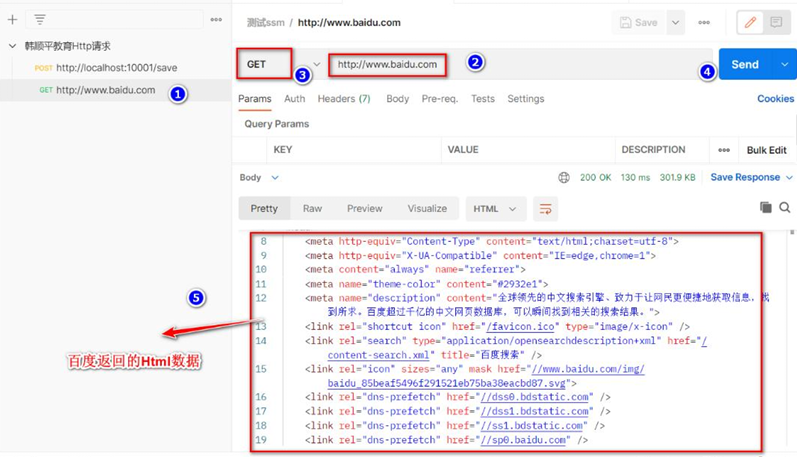 测试ssm / http://www.baidu.com
Save
韩顺平教育Http请求
POST http://localhost:10001/save
GET http://www.baidu.com
1
GET
3
http://www.baidu.com
2
4
Send
Params Auth Headers (7) Body Pre-req. Tests Settings
Cookies
Query Params
KEY VALUE DESCRIPTION Bulk Edit
Body
200 OK 130 ms 301.9 KB Save Response
Pretty Raw Preview Visualize HTML
8 <meta http-equiv="Content-Type" content="text/html;charset=utf-8">
9 <meta http-equiv="X-UA-Compatible" content="IE=edge,chrome=1">
10 <meta content="always" name="referrer">
11 <meta name="theme-color" content="#2932e1">
12 <meta name="description" content="全球领先的中文搜索引擎、致力于让网民更便捷地获取信息，找
到所求。百度超过千亿的中文网页数据库，可以瞬间找到相关的搜索结果。">
13 <link rel="shortcut icon" href="/favicon.ico" type="image/x-icon" />
14 <link rel="search" type="application/opensearchdescription+xml" href="/
content-search.xml" title="百度搜索" />
15 <link rel="icon" sizes="any" mask href="//www.baidu.com/img/
baidu_85beaf5496f291521eb75ba38eacbd87.svg">
16 <link rel="dns-prefetch" href="//dss0.bdstatic.com" />
17 <link rel="dns-prefetch" href="//dss1.bdstatic.com" />
18 <link rel="dns-prefetch" href="//ss1.bdstatic.com" />
19 <link rel="dns-prefetch" href="//sp0.baidu.com" />
5
百度返回的Html数据